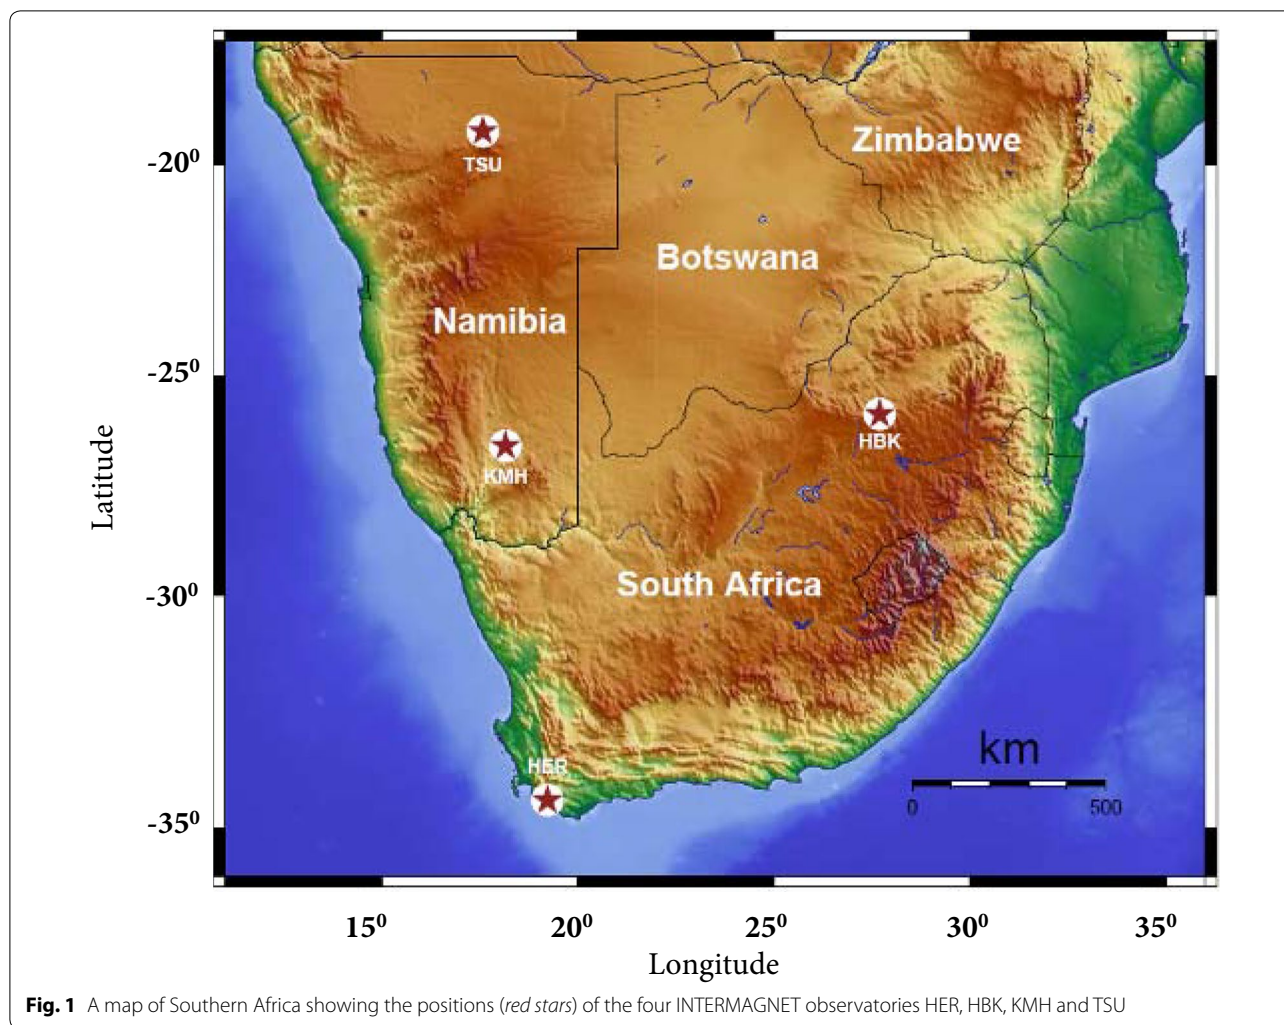 Zimbabwe
TSU
-20⁰
Botswana
Namibia
-25⁰
HBK
KMH
Latitude
South Africa
-30⁰
km
HER
0 500
-35⁰
15⁰ 20⁰ 25⁰ 30⁰ 35⁰
Longitude
Fig. 1 A map of Southern Africa showing the positions (red stars) of the four INTERMAGNET observatories HER, HBK, KMH and TSU